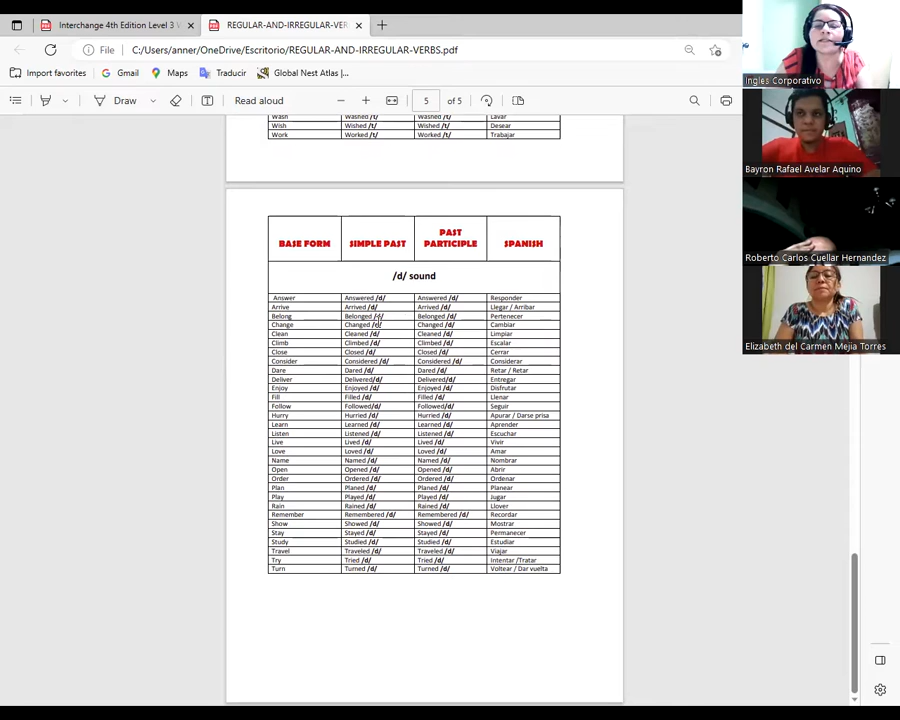 Interchange 4th Edition Level 3 
REGULAR-AND-IRREGULAR-VER
File C:/Users/anner/OneDrive/Escritorio/REGULAR-AND-IRREGULAR-VERBS.pdf
Import favorites Gmail Maps Traducir Global Nest Atlas |...
Draw Read aloud 5 of 5
Wash Washed /t/ Washed /t/ Lavar
Wish Wished /t/ Wished /t/ Desear
Work Worked /t/ Worked /t/ Trabajar
BASE FORM SIMPLE PAST PAST PARTICIPLE SPANISH
/d/ sound
Answer Answered /d/ Answered /d/ Responder
Arrive Arrived /d/ Arrived /d/ Llegar / Arribar
Belong Belonged /d/ Belonged /d/ Pertenecer
Change Changed /d/ Changed /d/ Cambiar
Clean Cleaned /d/ Cleaned /d/ Limpiar
Climb Climbed /d/ Climbed /d/ Escalar
Close Closed /d/ Closed /d/ Cerrar
Consider Considered /d/ Considered /d/ Considerar
Dare Dared /d/ Dared /d/ Retar / Retar
Deliver Delivered/d/ Delivered/d/ Entregar
Enjoy Enjoyed /d/ Enjoyed /d/ Disfrutar
Fill Filled /d/ Filled /d/ Llenar
Follow Followed/d/ Followed/d/ Seguir
Hurry Hurried /d/ Hurried /d/ Apurar / Darse prisa
Learn Learned /d/ Learned /d/ Aprender
Listen Listened /d/ Listened /d/ Escuchar
Live Lived /d/ Lived /d/ Vivir
Love Loved /d/ Loved /d/ Amar
Name Named /d/ Named /d/ Nombrar
Open Opened /d/ Opened /d/ Abrir
Order Ordered /d/ Ordered /d/ Ordenar
Plan Planed /d/ Planed /d/ Planear
Play Played /d/ Played /d/ Jugar
Rain Rained /d/ Rained /d/ Llover
Remember Remembered /d/ Remembered /d/ Recordar
Show Showed /d/ Showed /d/ Mostrar
Stay Stayed /d/ Stayed /d/ Permanecer
Study Studied /d/ Studied /d/ Estudiar
Travel Traveled /d/ Traveled /d/ Viajar
Try Tried /d/ Tried /d/ Intentar /Tratar
Turn Turned /d/ Turned /d/ Voltear / Dar vuelta
Ingles Corporativo
Bayron Rafael Avelar Aquino
Roberto Carlos Cuellar Hernandez
Elizabeth del Carmen Mejia Torres